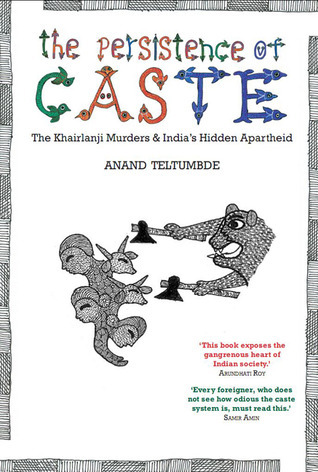 the PERSISTENCE OF
CASTE
The Khairlanji Murders & India's Hidden Apartheid
ANAND TELTUMBDE
'This book exposes the
gangrenous heart of
Indian society.'
ARUNDHATI ROY
'Every foreigner, who does
not see how odious the caste
system is, must read this.'
SAMIR AMIN